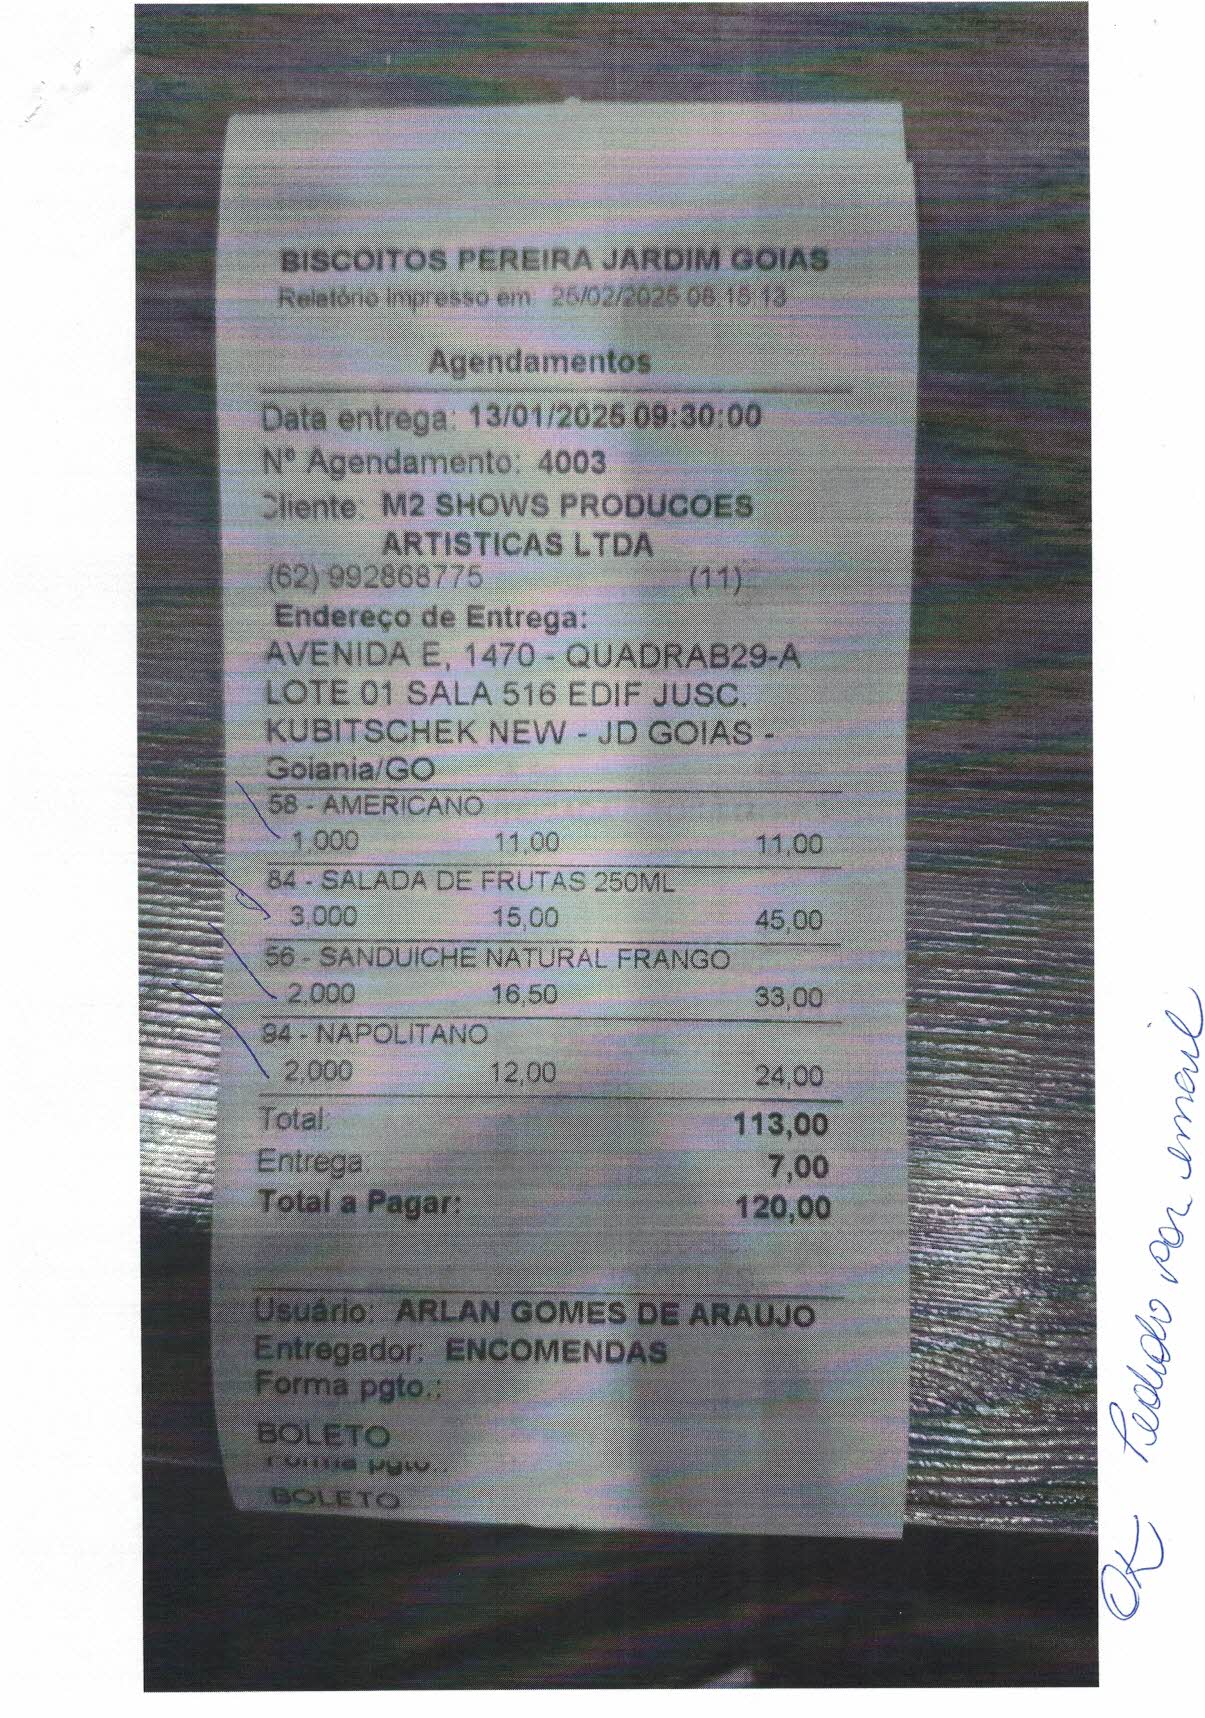 BISCOITOS PEREIRA JARDIM GOIAS
Relatório Impresso em: 25/02/2025 08:15:13
Agendamentos
Data entrega: 13/01/2025 09:30:00
Nº Agendamento: 4003
Cliente: M2 SHOWS PRODUCOES
ARTISTICAS LTDA
(62) 992868775 (11)
Endereço de Entrega:
AVENIDA E, 1470 - QUADRAB29-A
LOTE 01 SALA 516 EDIF JUSC.
KUBITSCHEK NEW - JD GOIAS -
Goiania/GO
58 - AMERICANO
1,000 11,00 11,00
84 - SALADA DE FRUTAS 250ML
3,000 15,00 45,00
56 - SANDUICHE NATURAL FRANGO
2,000 16,50 33,00
94 - NAPOLITANO
2,000 12,00 24,00
Total: 113,00
Entrega: 7,00
Total a Pagar: 120,00
Usuário: ARLAN GOMES DE ARAUJO
Entregador: ENCOMENDAS
Forma pgto.:
BOLETO
Forma pgto.:
BOLETO
OK Pedido por email